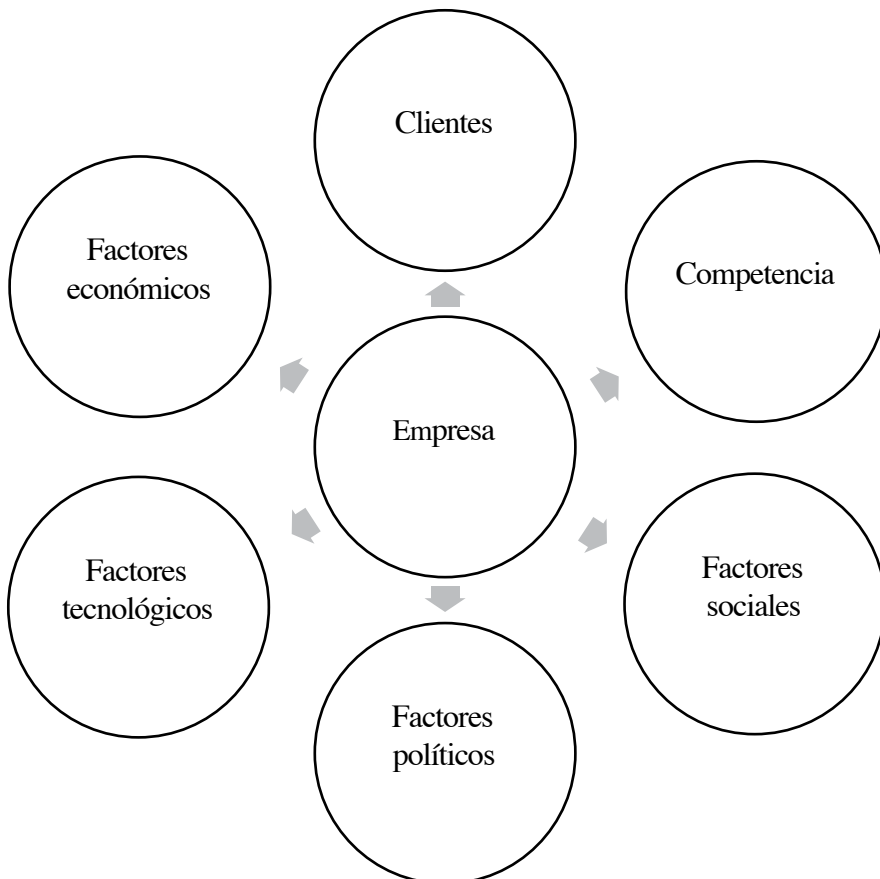 Clientes
Factores
económicos
Competencia
Empresa
Factores
tecnológicos
Factores
sociales
Factores
políticos